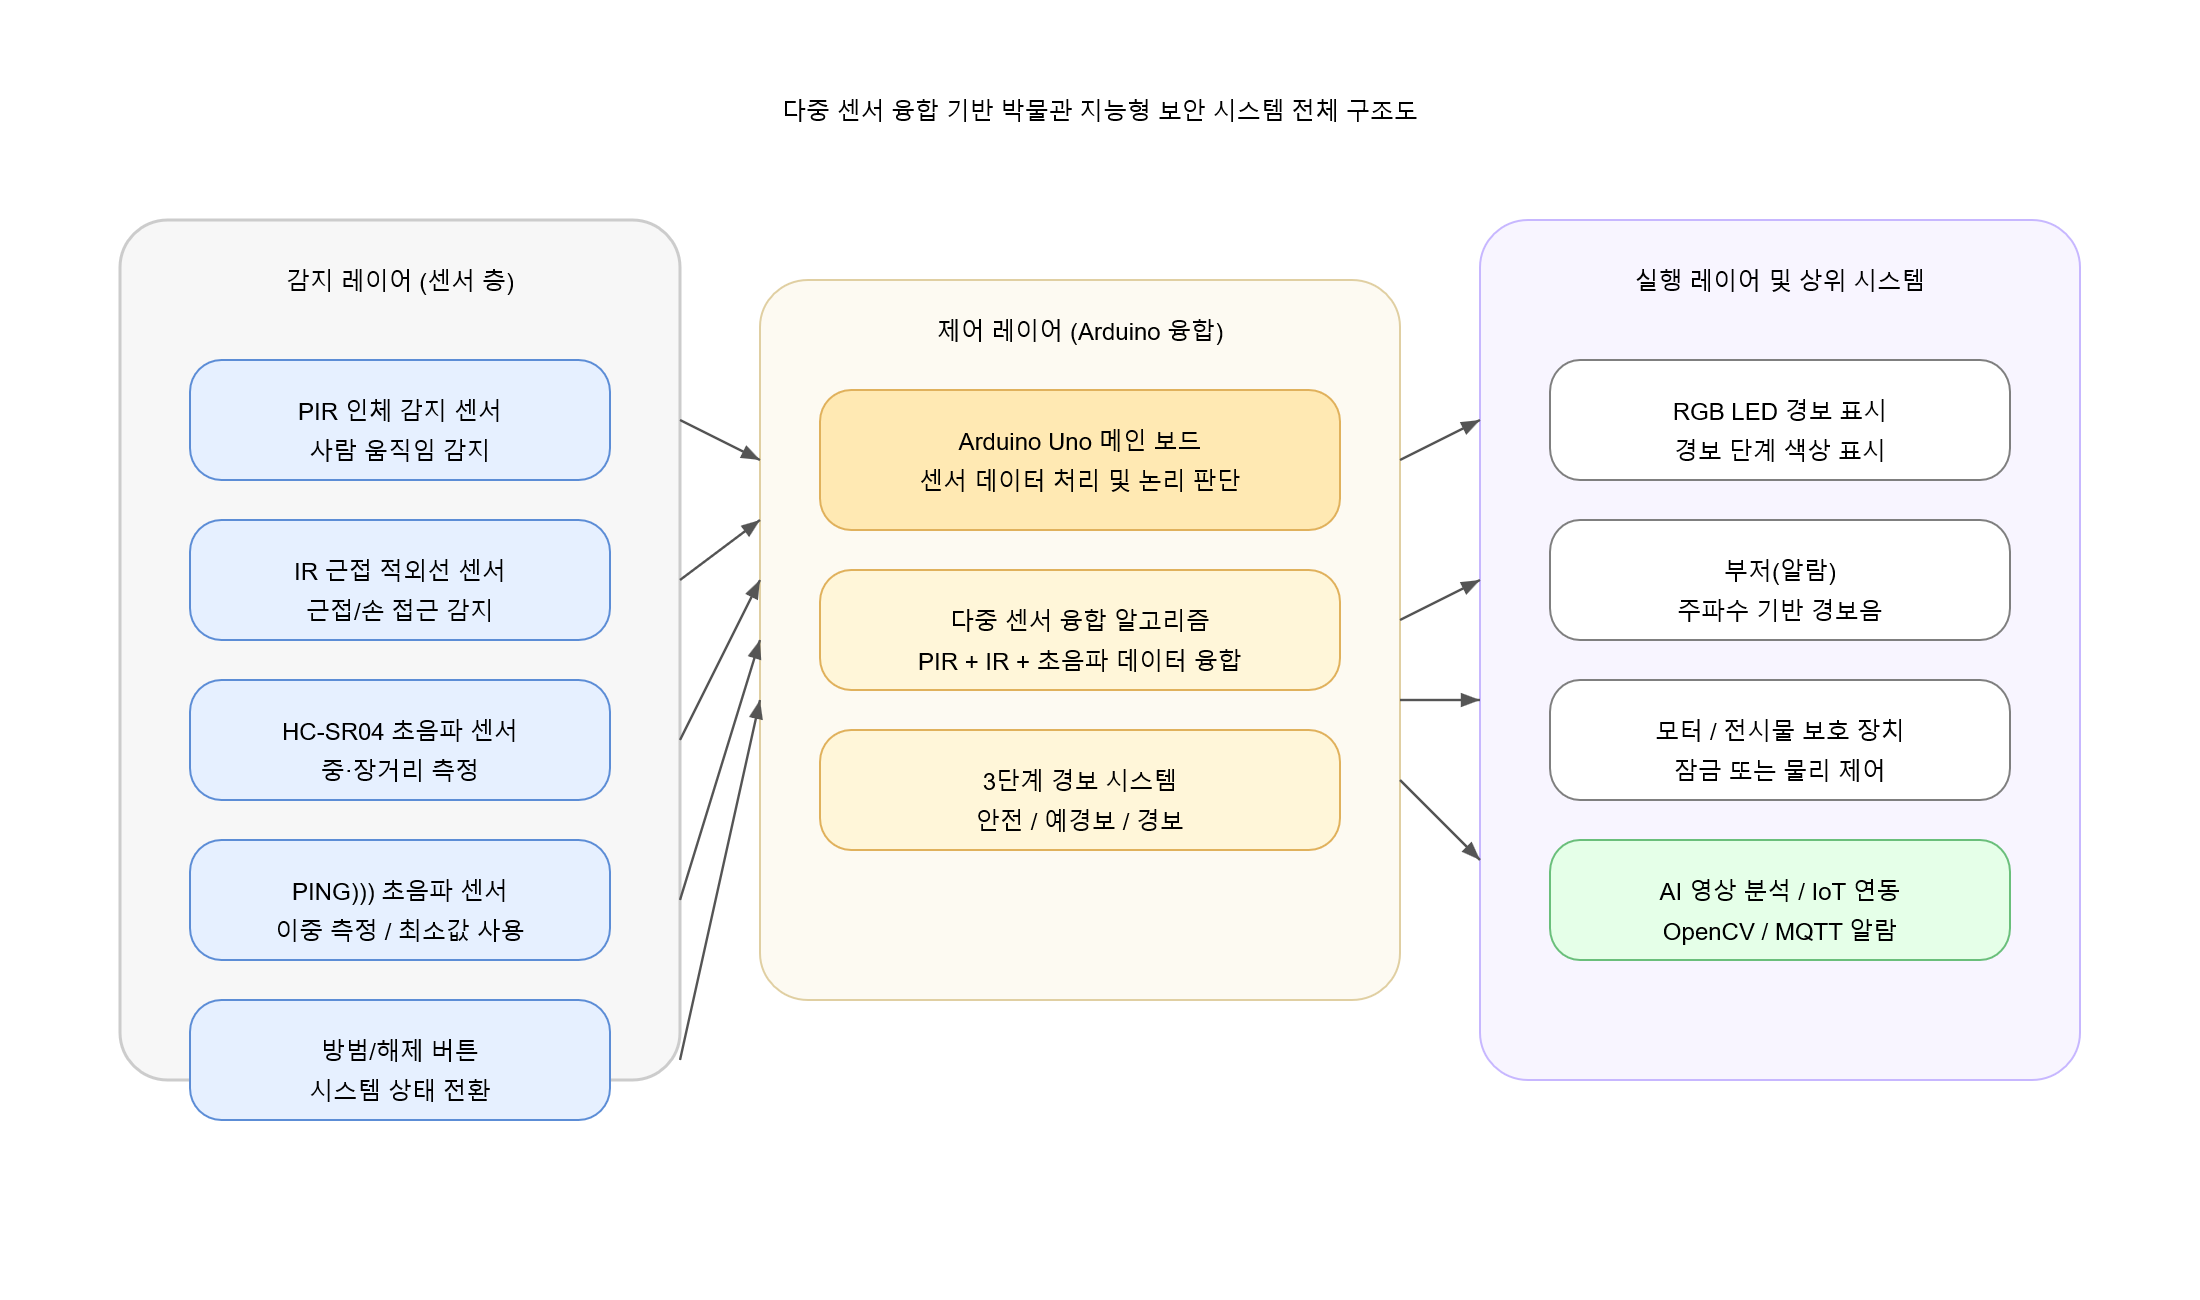 다중 센서 융합 기반 박물관 지능형 보안 시스템 전체 구조도
감지 레이어 (센서 층)
PIR 인체 감지 센서
사람 움직임 감지
IR 근접 적외선 센서
근접/손 접근 감지
HC-SR04 초음파 센서
중·장거리 측정
PING))) 초음파 센서
이중 측정 / 최소값 사용
방범/해제 버튼
시스템 상태 전환
제어 레이어 (Arduino 융합)
Arduino Uno 메인 보드
센서 데이터 처리 및 논리 판단
다중 센서 융합 알고리즘
PIR + IR + 초음파 데이터 융합
3단계 경보 시스템
안전 / 예경보 / 경보
실행 레이어 및 상위 시스템
RGB LED 경보 표시
경보 단계 색상 표시
부저(알람)
주파수 기반 경보음
모터 / 전시물 보호 장치
잠금 또는 물리 제어
AI 영상 분석 / IoT 연동
OpenCV / MQTT 알람